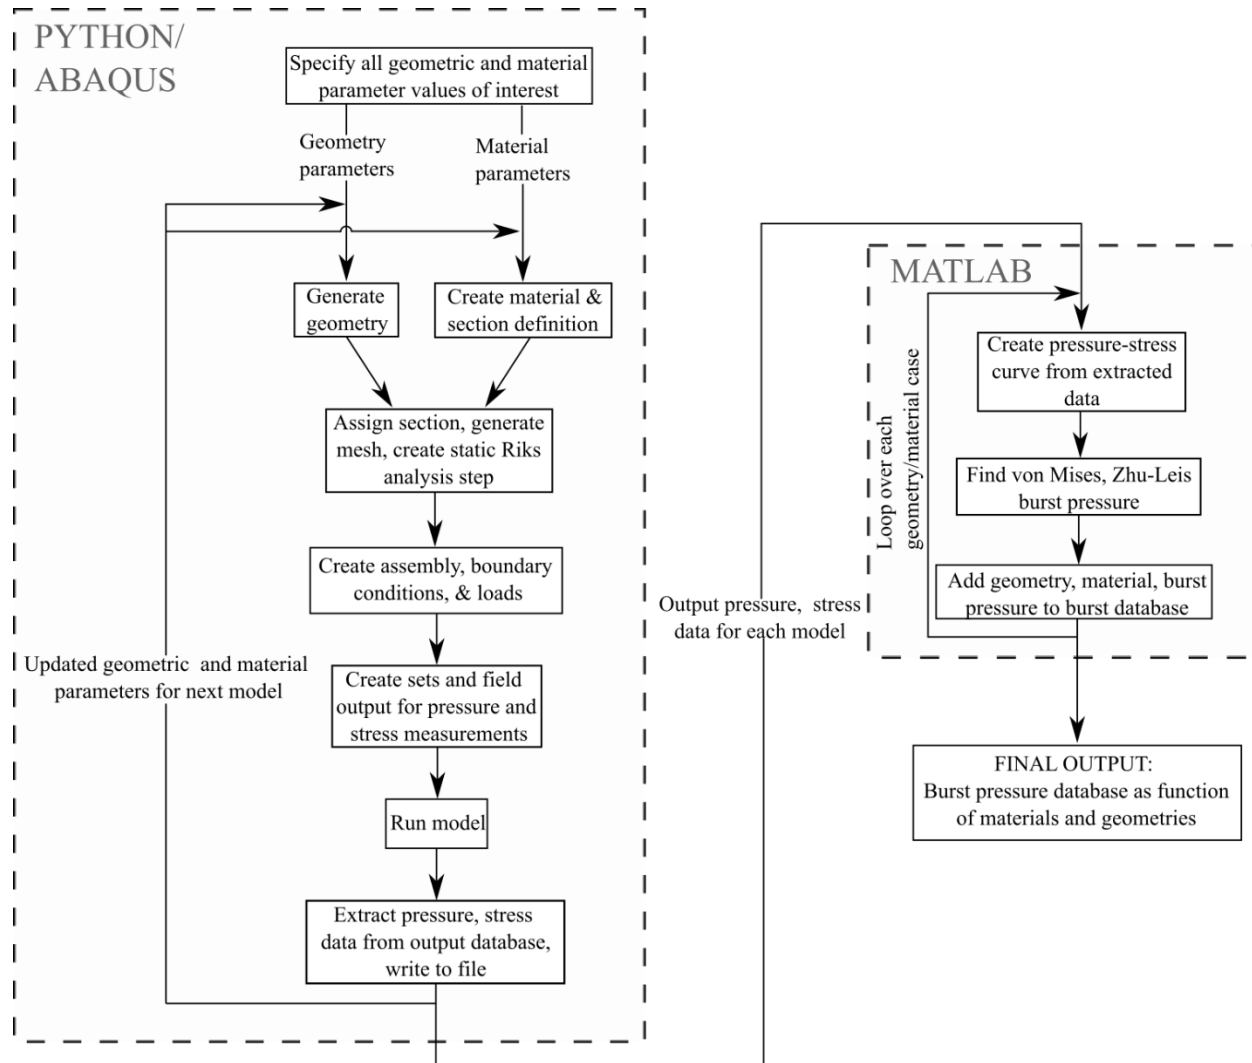 PYTHON/
ABAQUS
Specify all geometric and material
parameter values of interest
Geometry
parameters
Material
parameters
Generate
geometry
Create material &
section definition
Assign section, generate
mesh, create static Riks
analysis step
Create assembly, boundary
conditions, & loads
Updated geometric and material
parameters for next model
Create sets and field
output for pressure and
stress measurements
Run model
Extract pressure, stress
data from output database,
write to file
Output pressure, stress
data for each model
MATLAB
Loop over each
geometry/material case
Create pressure-stress
curve from extracted
data
Find von Mises, Zhu-Leis
burst pressure
Add geometry, material, burst
pressure to burst database
FINAL OUTPUT:
Burst pressure database as function
of materials and geometries